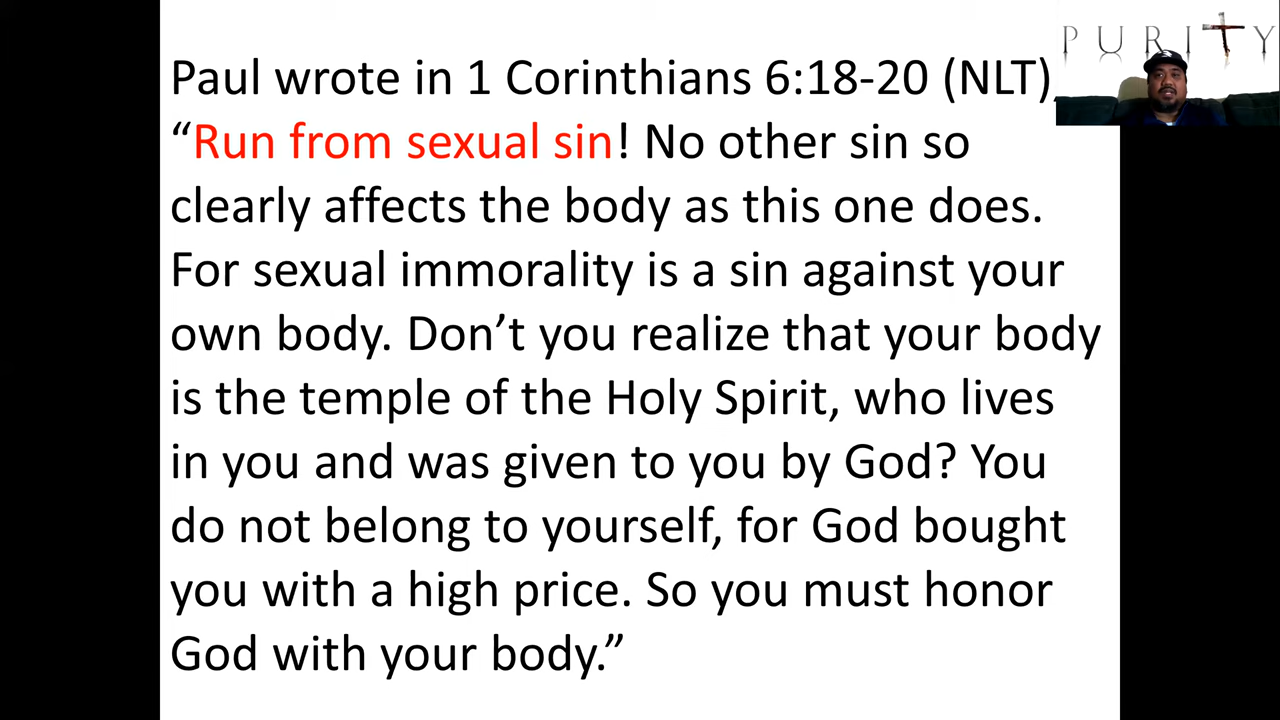 PURITY
Paul wrote in 1 Corinthians 6:18-20 (NLT)
“Run from sexual sin! No other sin so
clearly affects the body as this one does.
For sexual immorality is a sin against your
own body. Don’t you realize that your body
is the temple of the Holy Spirit, who lives
in you and was given to you by God? You
do not belong to yourself, for God bought
you with a high price. So you must honor
God with your body.”